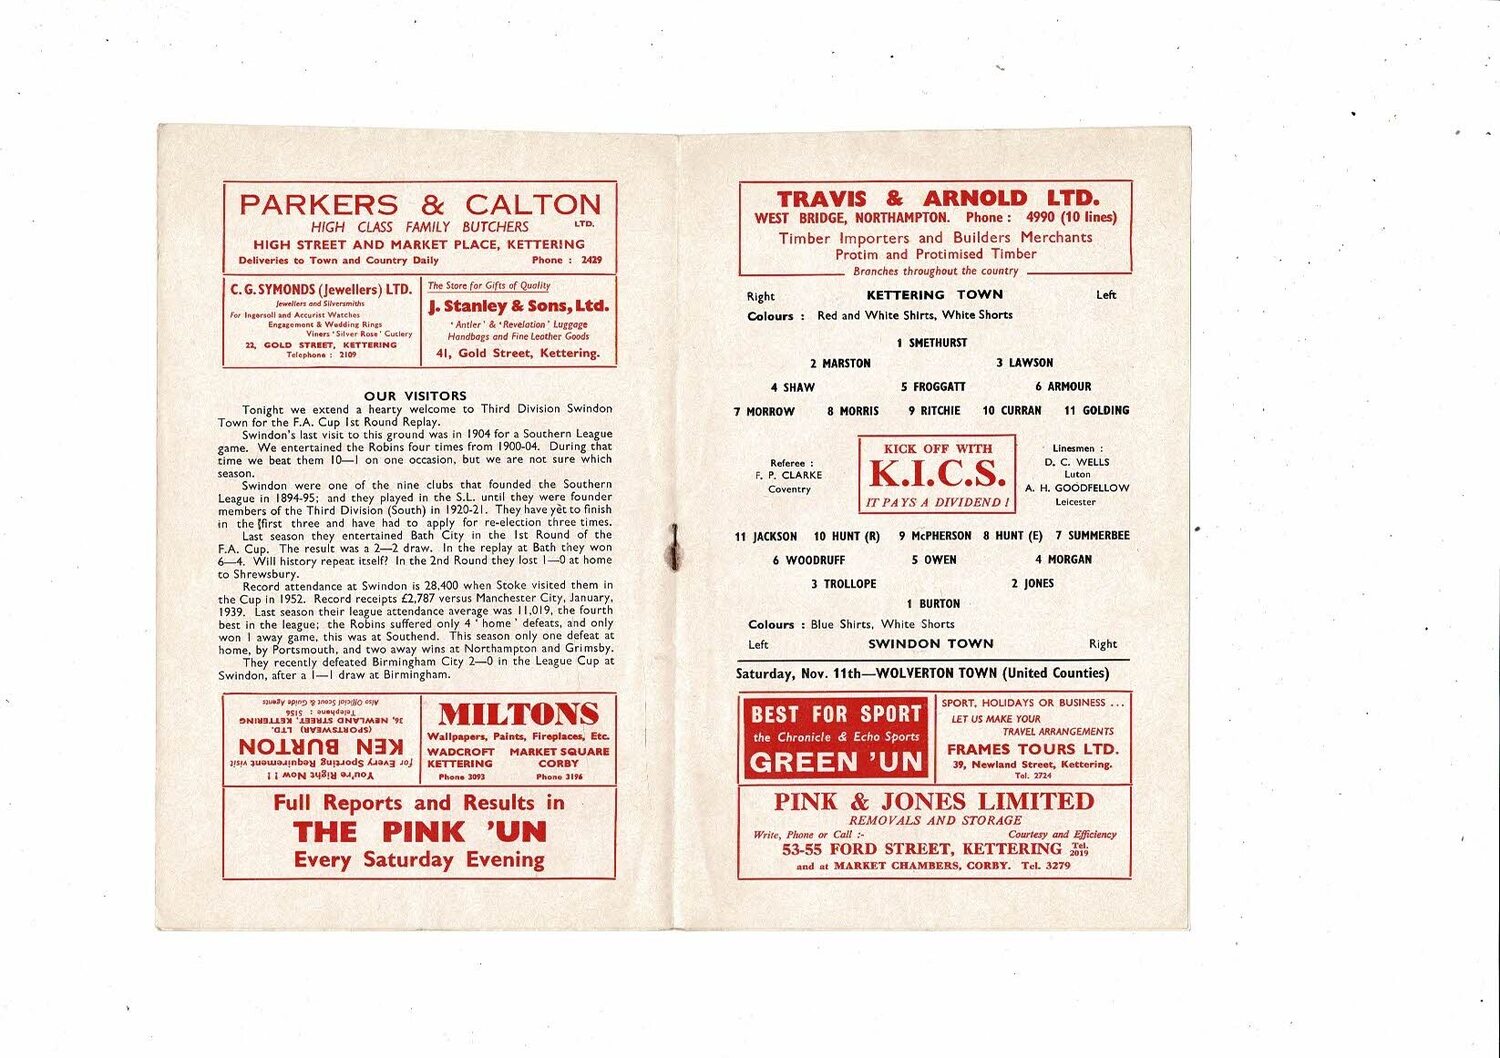 PARKERS & CALTON
HIGH CLASS FAMILY BUTCHERS LTD.
HIGH STREET AND MARKET PLACE, KETTERING
Deliveries to Town and Country Daily Phone : 2429
C. G. SYMONDS (Jewellers) LTD.
Jewellers and Silversmiths
For Ingersoll and Accurist Watches
Engagement & Wedding Rings
Viners 'Silver Rose' Cutlery
22, GOLD STREET, KETTERING
Telephone : 2109
The Store for Gifts of Quality
J. Stanley & Sons, Ltd.
'Antler' & 'Revelation' Luggage
Handbags and Fine Leather Goods
41, Gold Street, Kettering.
OUR VISITORS
Tonight we extend a hearty welcome to Third Division Swindon
Town for the F.A. Cup 1st Round Replay.
Swindon's last visit to this ground was in 1904 for a Southern League
game. We entertained the Robins four times from 1900-04. During that
time we beat them 10—1 on one occasion, but we are not sure which
season.
Swindon were one of the nine clubs that founded the Southern
League in 1894-95; and they played in the S.L. until they were founder
members of the Third Division (South) in 1920-21. They have yet to finish
in the first three and have had to apply for re-election three times.
Last season they entertained Bath City in the 1st Round of the
F.A. Cup. The result was a 2—2 draw. In the replay at Bath they won
6—4. Will history repeat itself? In the 2nd Round they lost 1—0 at home
to Shrewsbury.
Record attendance at Swindon is 28,400 when Stoke visited them in
the Cup in 1952. Record receipts £2,787 versus Manchester City, January,
1939. Last season their league attendance average was 11,019, the fourth
best in the league; the Robins suffered only 4 'home' defeats, and only
won 1 away game, this was at Southend. This season only one defeat at
home, by Portsmouth, and two away wins at Northampton and Grimsby.
They recently defeated Birmingham City 2—0 in the League Cup at
Swindon, after a 1—1 draw at Birmingham.
You're Right Now ! !
for Every Sporting Requirement visit
KEN BURTON
(SPORTSWEAR) LTD.
36, NEWLAND STREET, KETTERING
Telephone : 5156
Also Official Scout & Guide Agents
MILTONS
Wallpapers, Paints, Fireplaces, Etc.
WADCROFT MARKET SQUARE
KETTERING CORBY
Phone 3093 Phone 3196
Full Reports and Results in
THE PINK 'UN
Every Saturday Evening
TRAVIS & ARNOLD LTD.
WEST BRIDGE, NORTHAMPTON. Phone : 4990 (10 lines)
Timber Importers and Builders Merchants
Protim and Protimised Timber
Branches throughout the country
Right KETTERING TOWN Left
Colours : Red and White Shirts, White Shorts
1 SMETHURST
2 MARSTON 3 LAWSON
4 SHAW 5 FROGGATT 6 ARMOUR
7 MORROW 8 MORRIS 9 RITCHIE 10 CURRAN 11 GOLDING
Referee :
F. P. CLARKE
Coventry
KICK OFF WITH
K.I.C.S.
IT PAYS A DIVIDEND !
Linesmen :
D. C. WELLS
Luton
A. H. GOODFELLOW
Leicester
11 JACKSON 10 HUNT (R) 9 McPHERSON 8 HUNT (E) 7 SUMMERBEE
6 WOODRUFF 5 OWEN 4 MORGAN
3 TROLLOPE 2 JONES
1 BURTON
Colours : Blue Shirts, White Shorts
Left SWINDON TOWN Right
Saturday, Nov. 11th—WOLVERTON TOWN (United Counties)
BEST FOR SPORT
the Chronicle & Echo Sports
GREEN 'UN
SPORT, HOLIDAYS OR BUSINESS ...
LET US MAKE YOUR
TRAVEL ARRANGEMENTS
FRAMES TOURS LTD.
39, Newland Street, Kettering.
Tel. 2724
PINK & JONES LIMITED
REMOVALS AND STORAGE
Write, Phone or Call :- Courtesy and Efficiency
53-55 FORD STREET, KETTERING Tel. 2019
and at MARKET CHAMBERS, CORBY. Tel. 3279